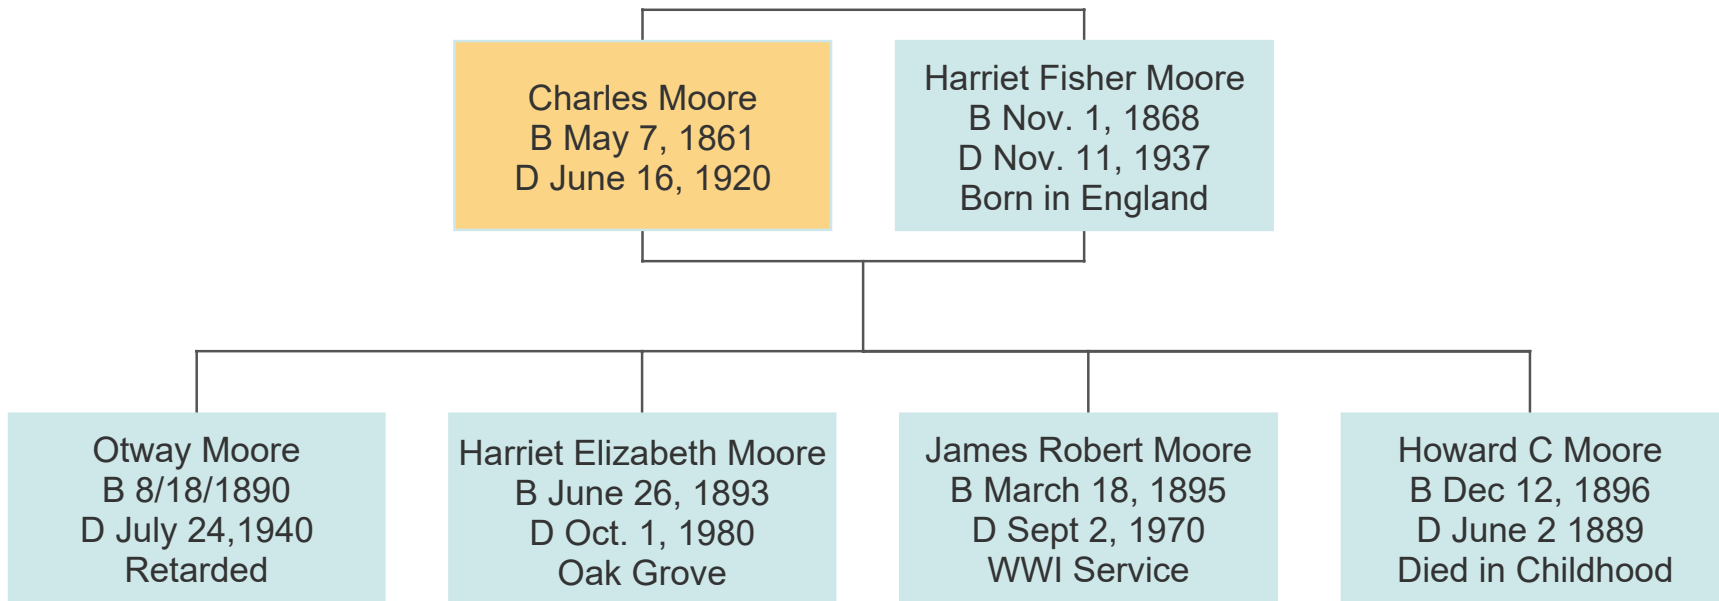 Charles Moore
B May 7, 1861
D June 16, 1920
Harriet Fisher Moore
B Nov. 1, 1868
D Nov. 11, 1937
Born in England
Otway Moore
B 8/18/1890
D July 24,1940
Retarded
Harriet Elizabeth Moore
B June 26, 1893
D Oct. 1, 1980
Oak Grove
James Robert Moore
B March 18, 1895
D Sept 2, 1970
WWI Service
Howard C Moore
B Dec 12, 1896
D June 2 1889
Died in Childhood